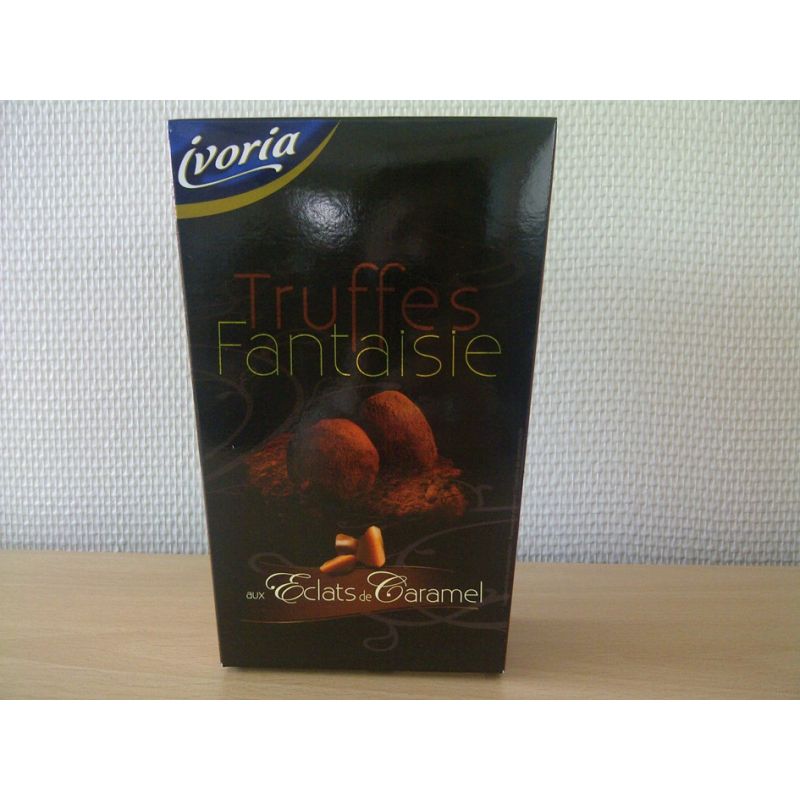 ivoria
Truffes
Fantaisie
aux Eclats de Caramel